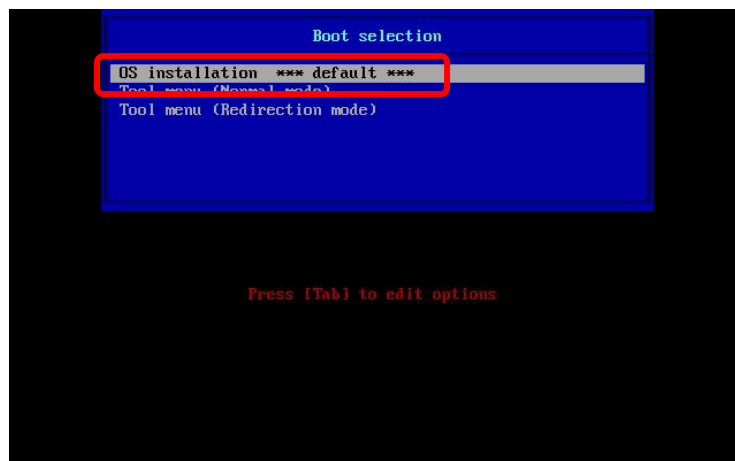 Boot selection
OS installation *** default ***
Tool menu (Normal mode)
Tool menu (Redirection mode)
Press [Tab] to edit options